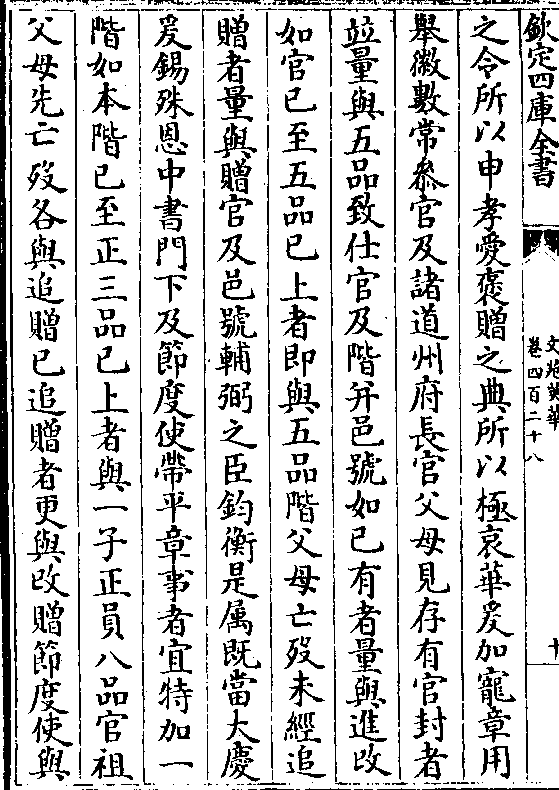 欽定四庫全書
文苑英華
卷四百二十八
十
之令所以申孝愛褒贈之典所以極哀華爰加寵章用
舉徽數常參官及諸道州府長官父母見存有官封者
並量與五品致仕官及階并邑號如已有者量與進改
如官已至五品已上者即與五品階父母亡歿未經追
贈者量與贈官及邑號輔弼之臣鈞衡是属既當大慶
爰錫殊恩中書門下及節度使帶平章事者宜特加一
階如本階已至正三品已上者與一子正員八品官祖
父母先亡歿各與追贈已追贈者更與改贈節度使與